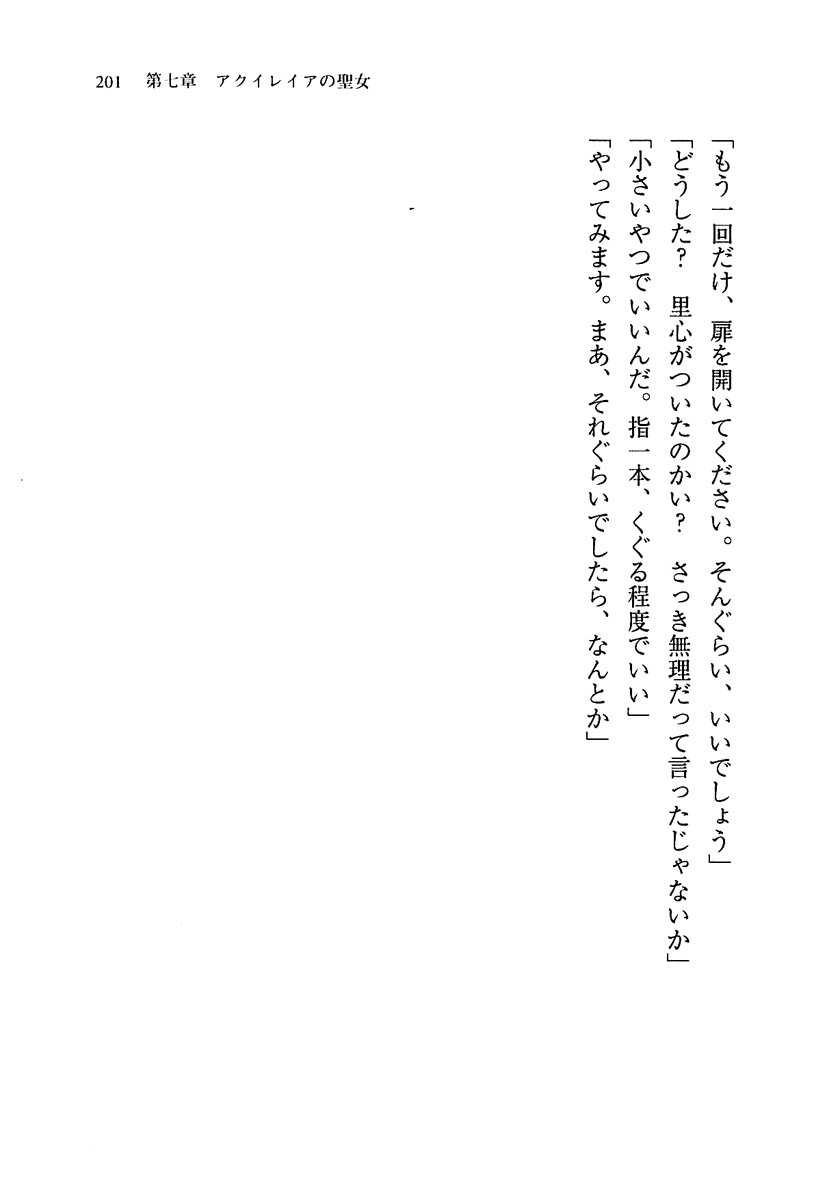 201 第七章 アクイレイアの聖女
「もう一回だけ、扉を開いてください。そんぐらい、いいでしょう」
「どうした？　里心がついたのかい？　さっき無理だって言ったじゃないか」
「小さいやつでいいんだ。指一本、くぐる程度でいい」
「やってみます。まあ、それぐらいでしたら、なんとか」